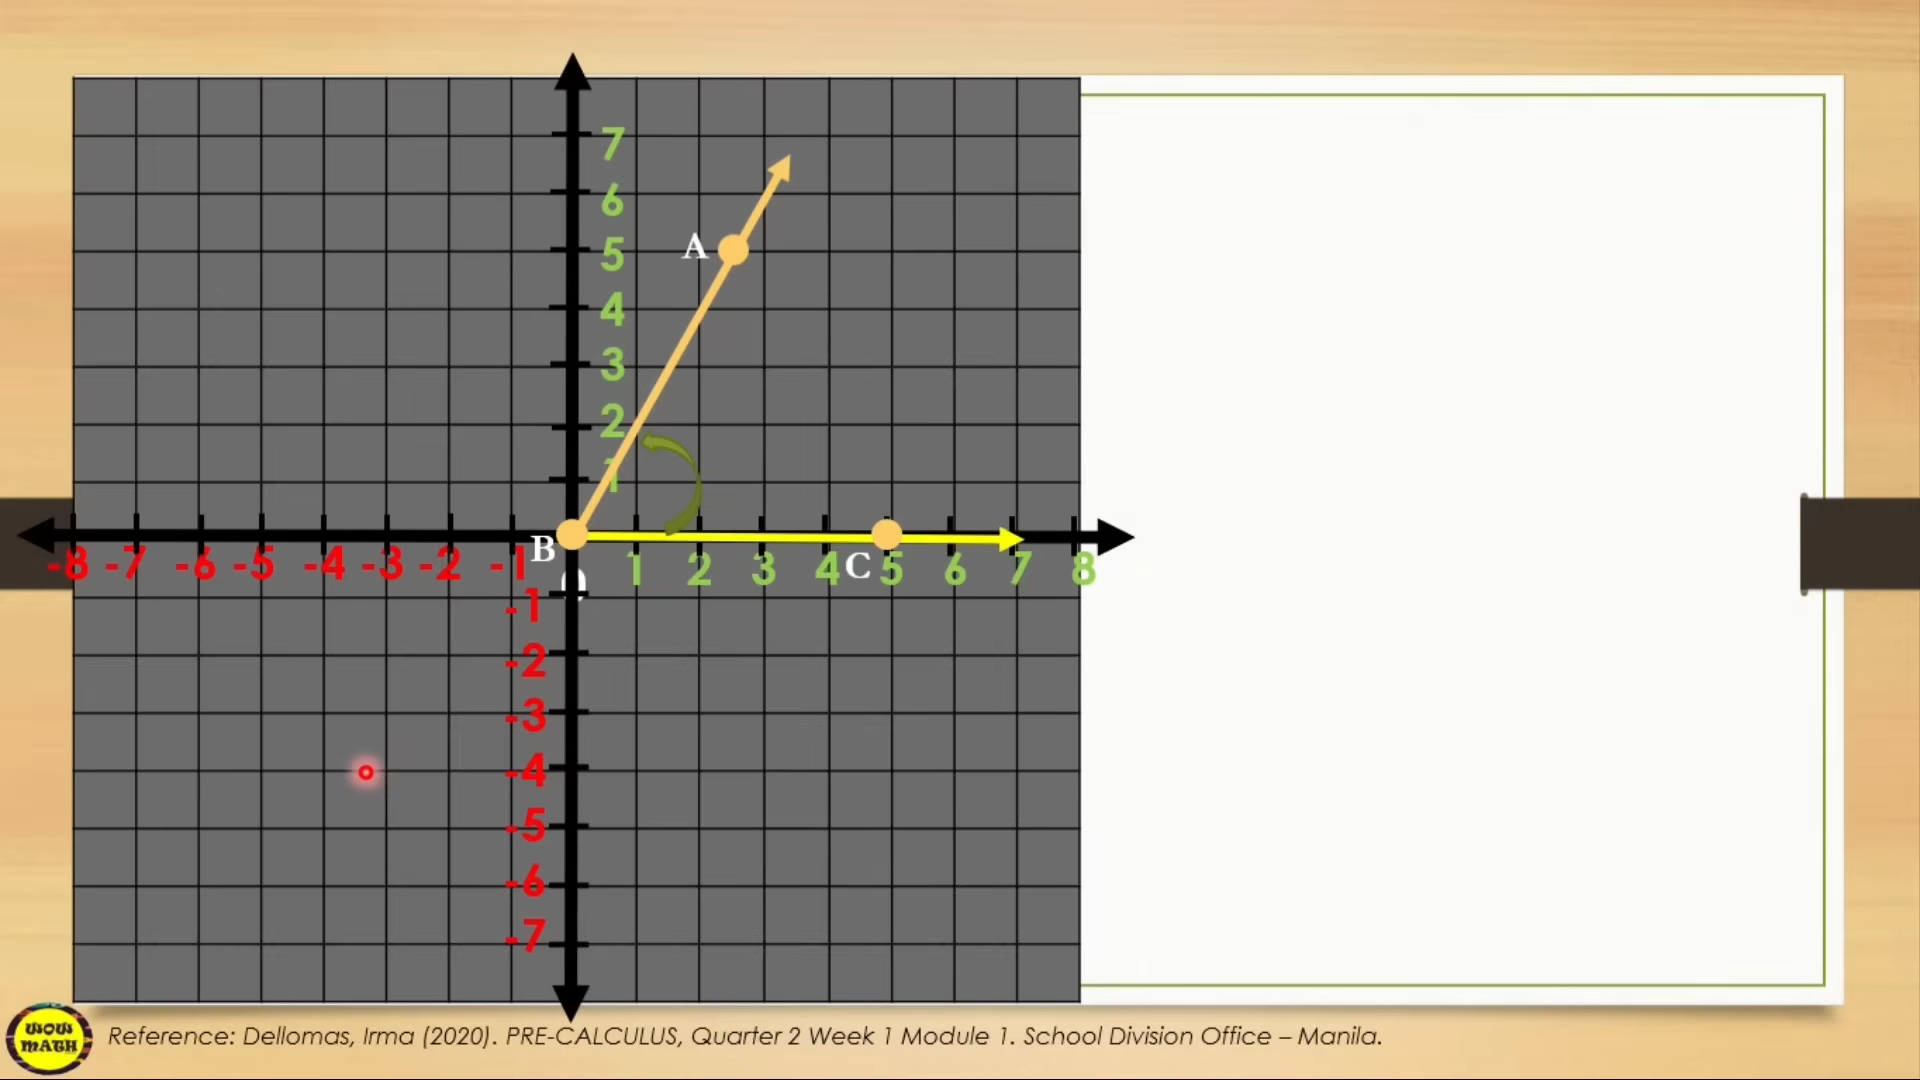 7
6
A
5
4
3
2
1
B
C
-8 -7 -6 -5 -4 -3 -2 -1 0 1 2 3 4 5 6 7 8
-1
-2
-3
-4
-5
-6
-7
WOW
MATH
Reference: Dellomas, Irma (2020). PRE-CALCULUS, Quarter 2 Week 1 Module 1. School Division Office – Manila.